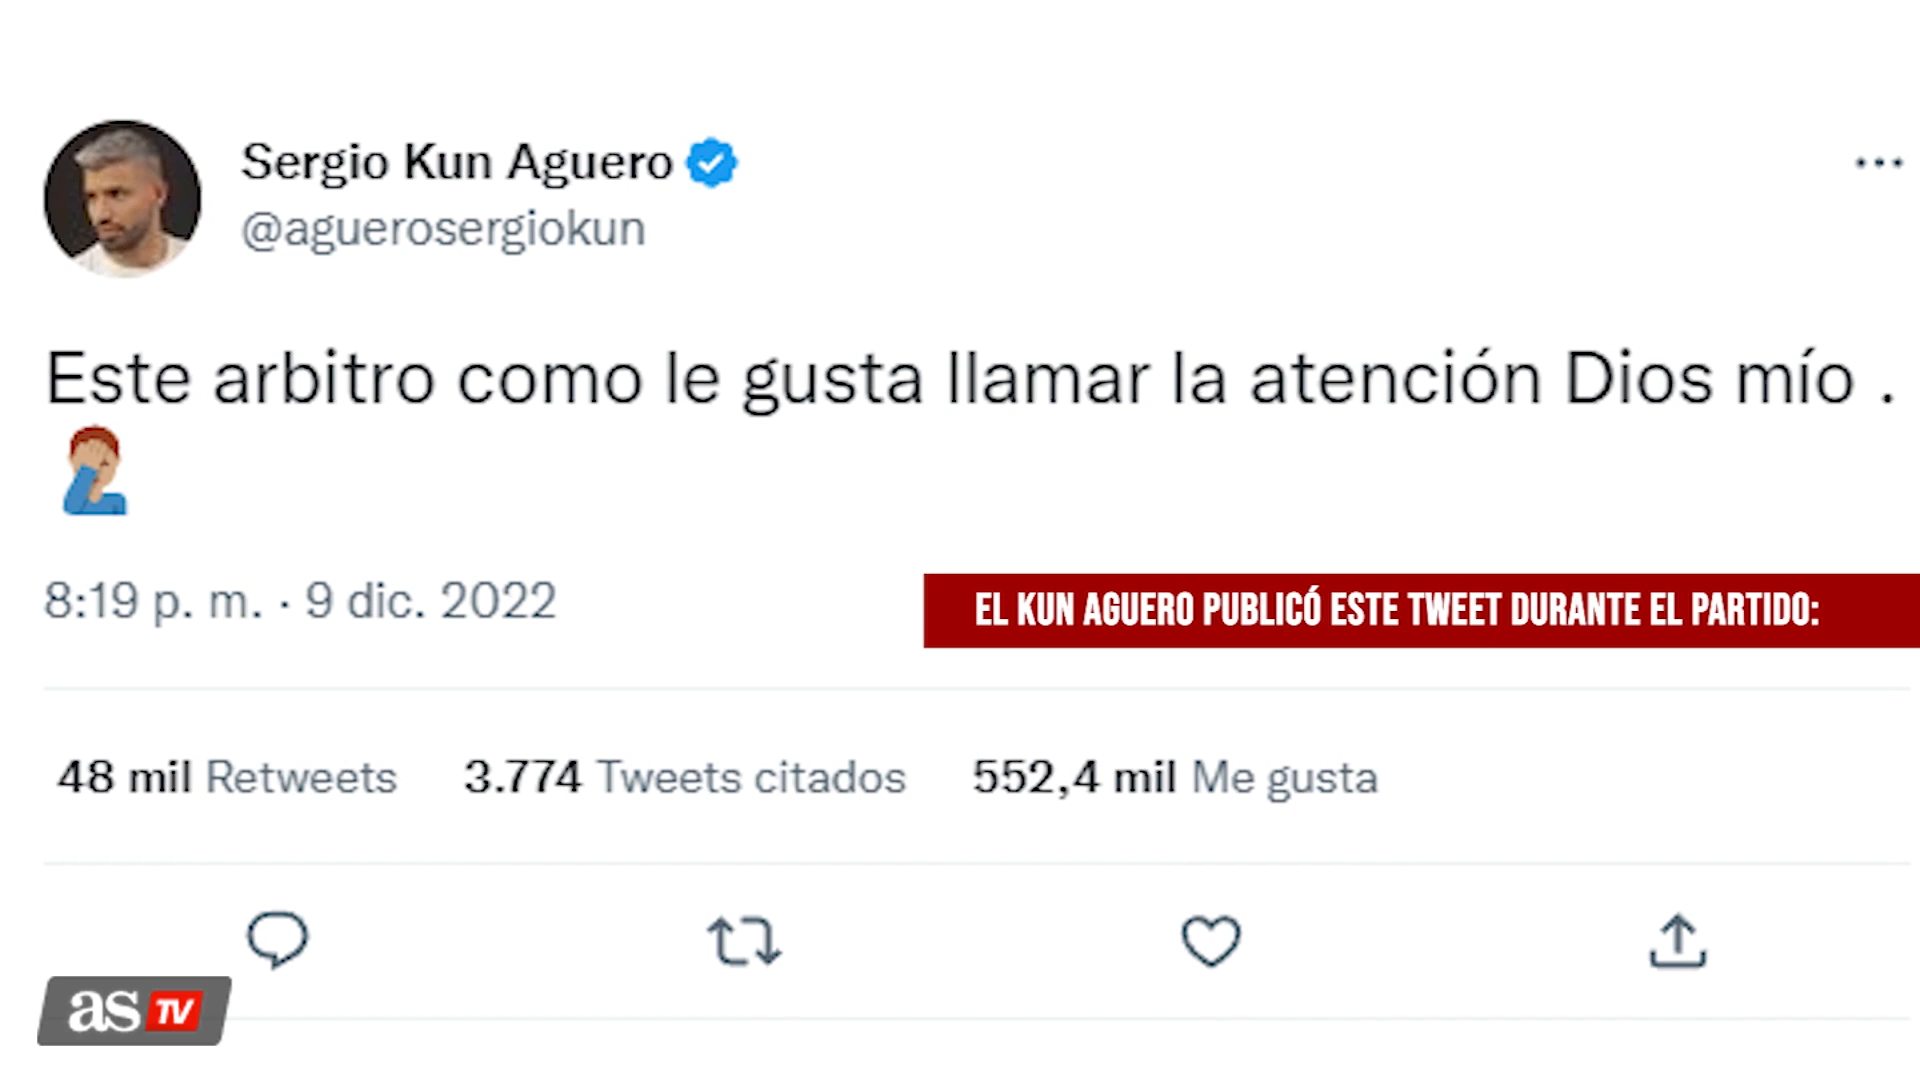 Sergio Kun Aguero
@aguerosergiokun
Este arbitro como le gusta llamar la atención Dios mío .
🤦🏽‍♂️
8:19 p. m. · 9 dic. 2022
EL KUN AGUERO PUBLICÓ ESTE TWEET DURANTE EL PARTIDO:
48 mil Retweets 3.774 Tweets citados 552,4 mil Me gusta
as TV